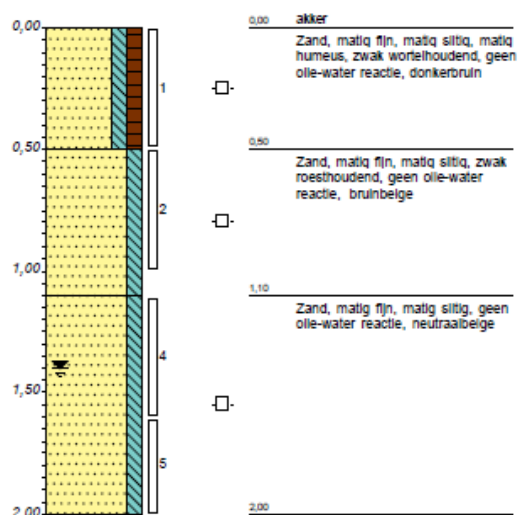 0,00
0,50
1,00
1,50
2,00
1
2
4
5
0,00 akker
Zand, matig fijn, matig siltig, matig
humeus, zwak wortelhoudend, geen
olie-water reactie, donkerbruin
0,50
Zand, matig fijn, matig siltig, zwak
roesthoudend, geen olie-water
reactie, bruinbeige
1,10
Zand, matig fijn, matig siltig, geen
olie-water reactie, neutraalbeige
2,00